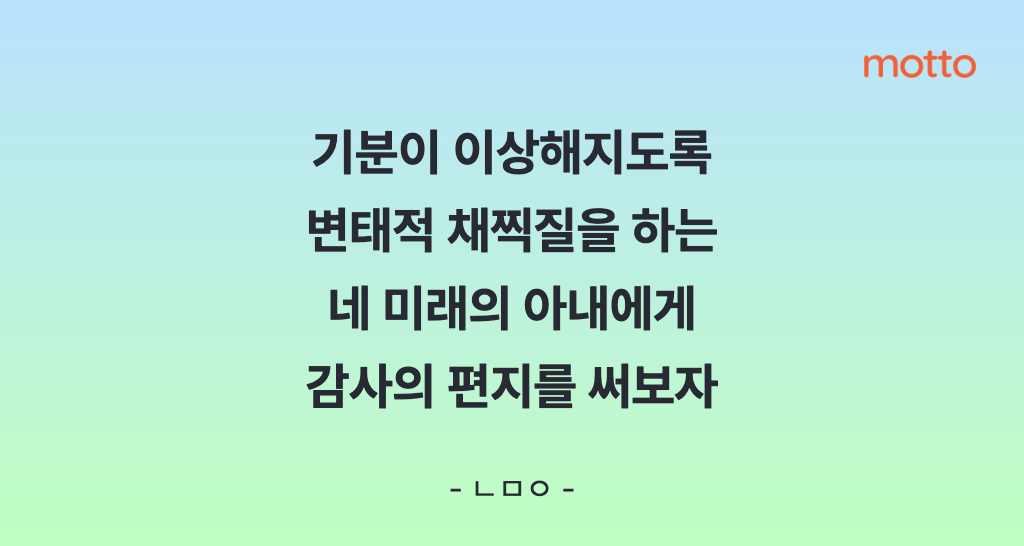 motto
기분이 이상해지도록
변태적 채찍질을 하는
네 미래의 아내에게
감사의 편지를 써보자
- ㄴㅁㅇ -